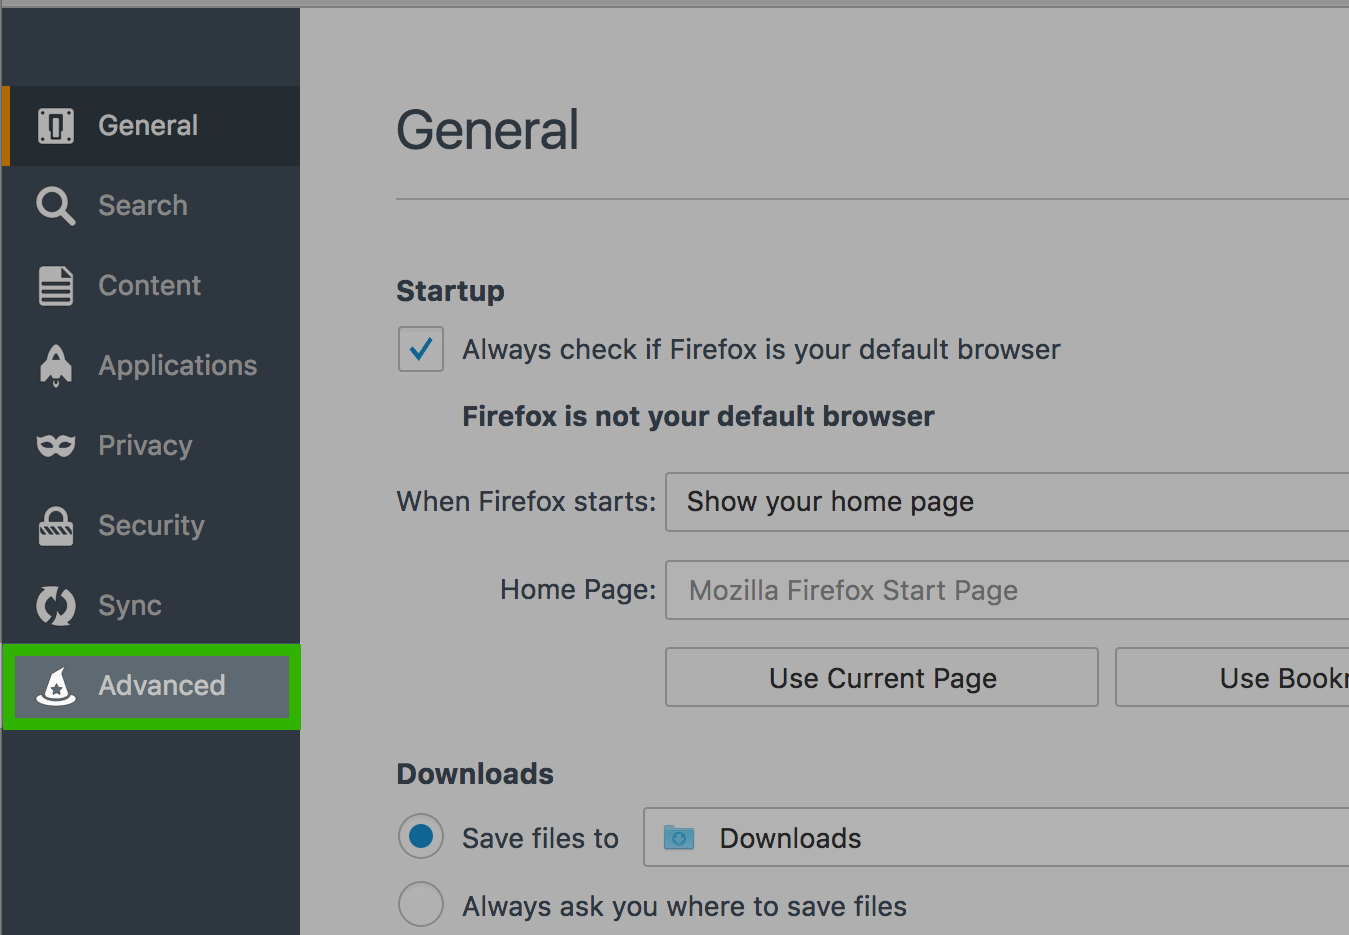 General
Search
Content
Applications
Privacy
Security
Sync
Advanced
General
Startup
Always check if Firefox is your default browser
Firefox is not your default browser
When Firefox starts: Show your home page
Home Page: Mozilla Firefox Start Page
Use Current Page Use
Downloads
Save files to Downloads
Always ask you where to save files